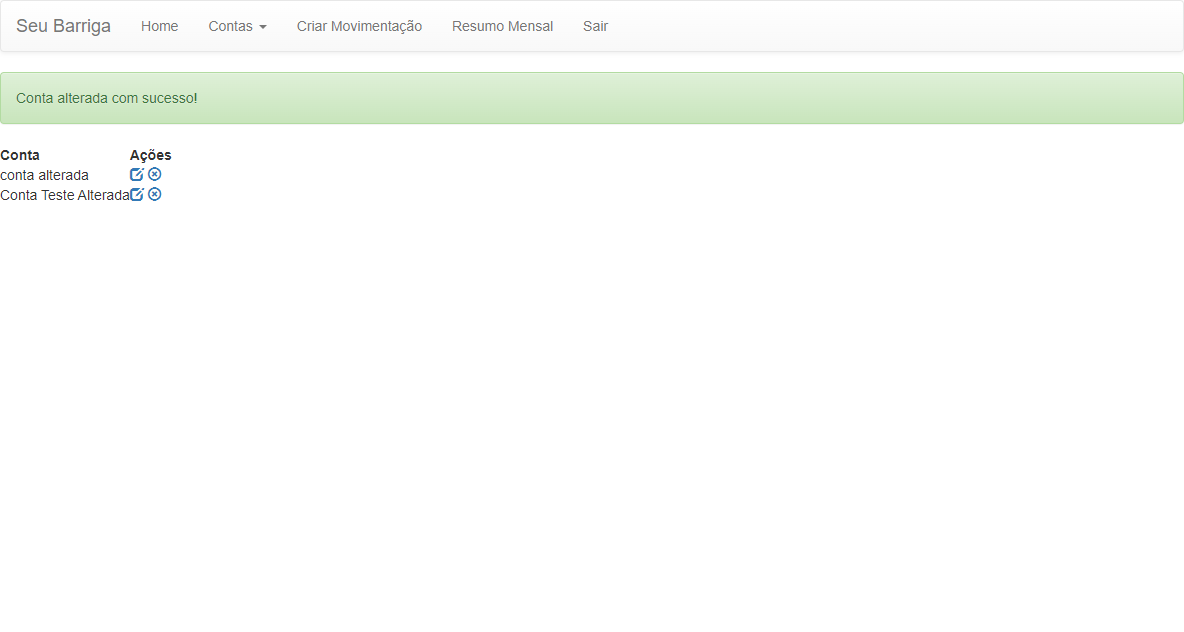 Seu Barriga Home Contas Criar Movimentação Resumo Mensal Sair
Conta alterada com sucesso!
Conta Ações
conta alterada
Conta Teste Alterada